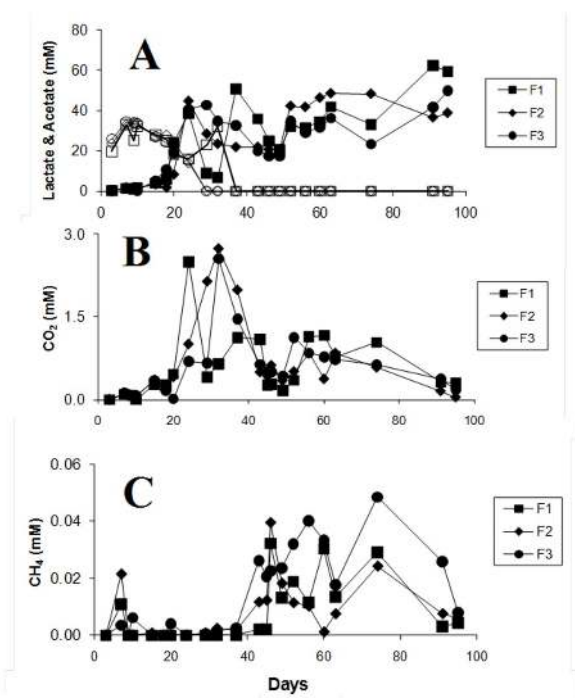 A
Lactate & Acetate (mM)
80
60
40
20
0
0 20 40 60 80 100
F1
F2
F3
B
CO₂ (mM)
3.0
1.5
0.0
0 20 40 60 80 100
F1
F2
F3
C
CH₄ (mM)
0.06
0.04
0.02
0.00
0 20 40 60 80 100
F1
F2
F3
Days